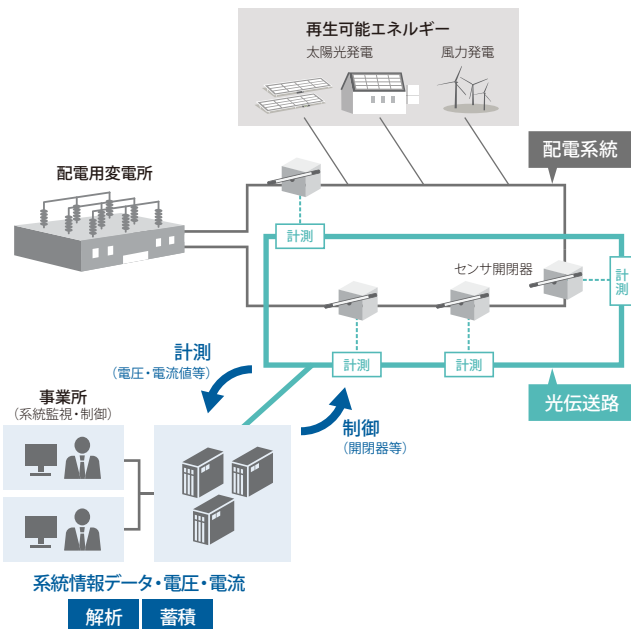 再生可能エネルギー
太陽光発電
風力発電
配電系統
配電用変電所
計測
センサ開閉器
計測
計測
計測
計測
(電圧・電流値等)
制御
(開閉器等)
光伝送路
事業所
(系統監視・制御)
系統情報データ・電圧・電流
解析
蓄積